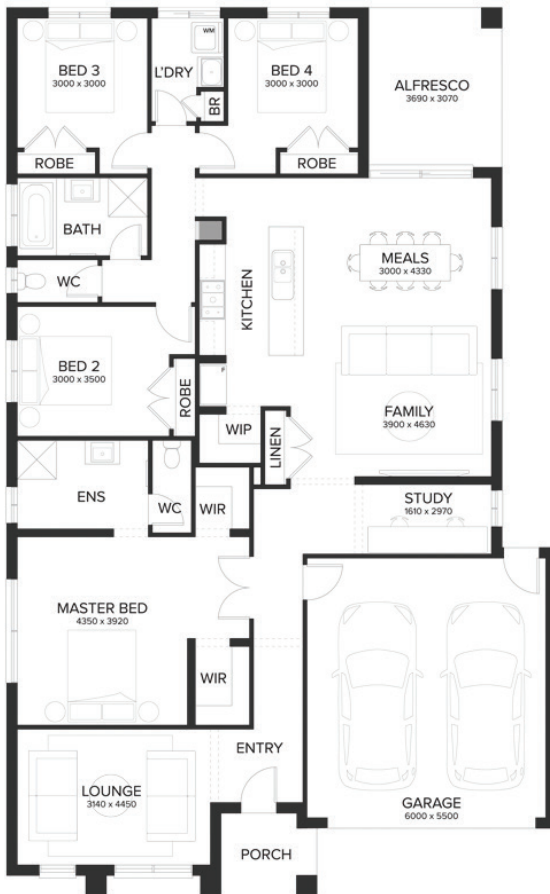 BED 3
3000 x 3000
L'DRY
WM
BR
BED 4
3000 x 3000
ALFRESCO
3690 x 3070
ROBE
ROBE
BATH
WC
KITCHEN
MEALS
3000 x 4330
BED 2
3000 x 3500
ROBE
WIP
LINEN
FAMILY
3900 x 4630
ENS
WC
WIR
STUDY
1610 x 2970
MASTER BED
4350 x 3920
WIR
ENTRY
LOUNGE
3140 x 4450
GARAGE
6000 x 5500
PORCH